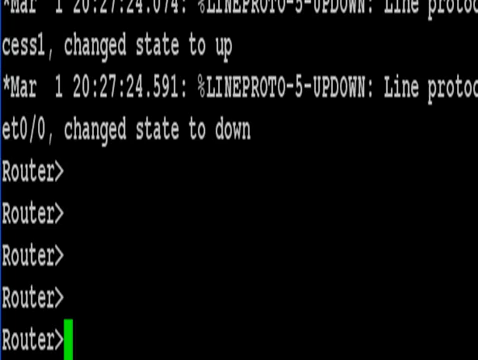 *Mar  1 20:27:24.074: %LINEPROTO-5-UPDOWN: Line protoc
cess1, changed state to up
*Mar  1 20:27:24.591: %LINEPROTO-5-UPDOWN: Line protoc
et0/0, changed state to down
Router>
Router>
Router>
Router>
Router>